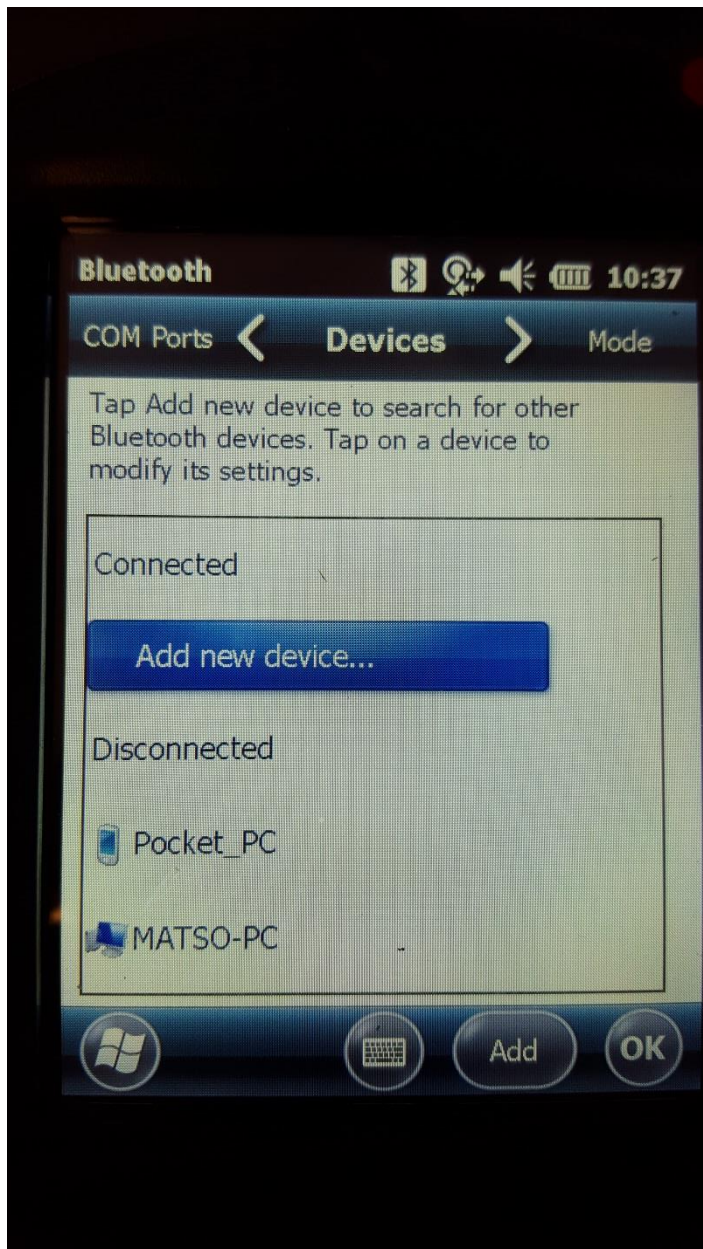 Bluetooth 10:37
COM Ports Devices Mode
Tap Add new device to search for other
Bluetooth devices. Tap on a device to
modify its settings.
Connected
Add new device...
Disconnected
Pocket_PC
MATSO-PC
Add OK